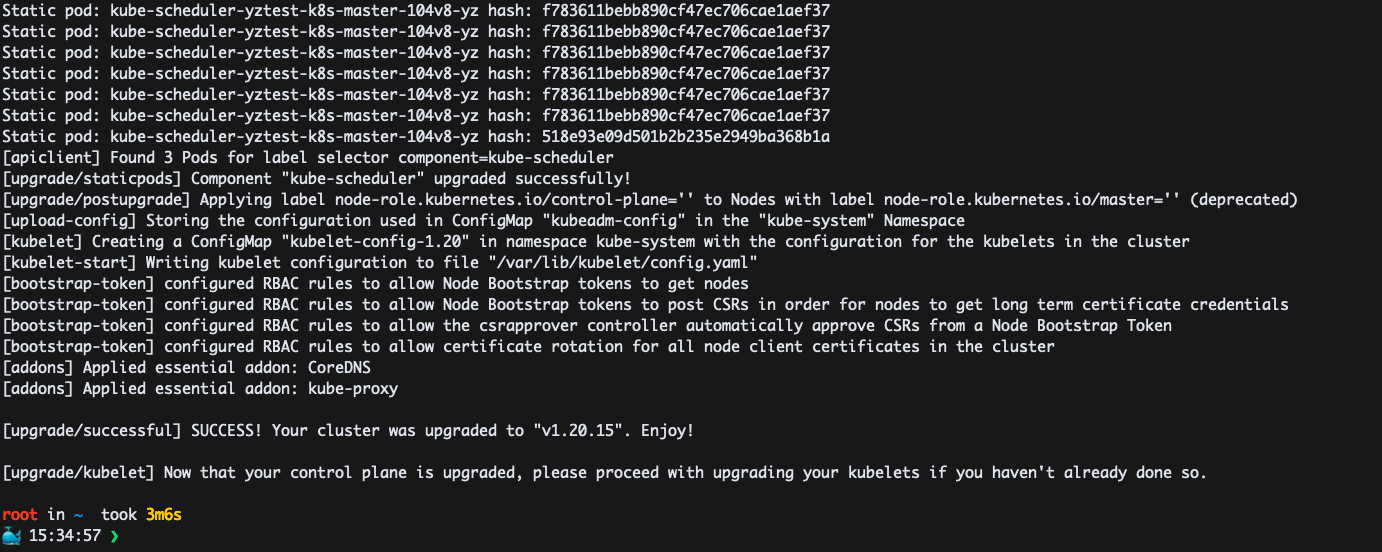 Static pod: kube-scheduler-yztest-k8s-master-104v8-yz hash: f783611bebb890cf47ec706cae1aef37
Static pod: kube-scheduler-yztest-k8s-master-104v8-yz hash: f783611bebb890cf47ec706cae1aef37
Static pod: kube-scheduler-yztest-k8s-master-104v8-yz hash: f783611bebb890cf47ec706cae1aef37
Static pod: kube-scheduler-yztest-k8s-master-104v8-yz hash: f783611bebb890cf47ec706cae1aef37
Static pod: kube-scheduler-yztest-k8s-master-104v8-yz hash: f783611bebb890cf47ec706cae1aef37
Static pod: kube-scheduler-yztest-k8s-master-104v8-yz hash: f783611bebb890cf47ec706cae1aef37
Static pod: kube-scheduler-yztest-k8s-master-104v8-yz hash: 518e93e09d501b2b235e2949ba368b1a
[apiclient] Found 3 Pods for label selector component=kube-scheduler
[upgrade/staticpods] Component "kube-scheduler" upgraded successfully!
[upgrade/postupgrade] Applying label node-role.kubernetes.io/control-plane='' to Nodes with label node-role.kubernetes.io/master='' (deprecated)
[upload-config] Storing the configuration used in ConfigMap "kubeadm-config" in the "kube-system" Namespace
[kubelet] Creating a ConfigMap "kubelet-config-1.20" in namespace kube-system with the configuration for the kubelets in the cluster
[kubelet-start] Writing kubelet configuration to file "/var/lib/kubelet/config.yaml"
[bootstrap-token] configured RBAC rules to allow Node Bootstrap tokens to get nodes
[bootstrap-token] configured RBAC rules to allow Node Bootstrap tokens to post CSRs in order for nodes to get long term certificate credentials
[bootstrap-token] configured RBAC rules to allow the csrapprover controller automatically approve CSRs from a Node Bootstrap Token
[bootstrap-token] configured RBAC rules to allow certificate rotation for all node client certificates in the cluster
[addons] Applied essential addon: CoreDNS
[addons] Applied essential addon: kube-proxy
[upgrade/successful] SUCCESS! Your cluster was upgraded to "v1.20.15". Enjoy!
[upgrade/kubelet] Now that your control plane is upgraded, please proceed with upgrading your kubelets if you haven't already done so.
root in ~ took 3m6s
🐳 15:34:57 ❯